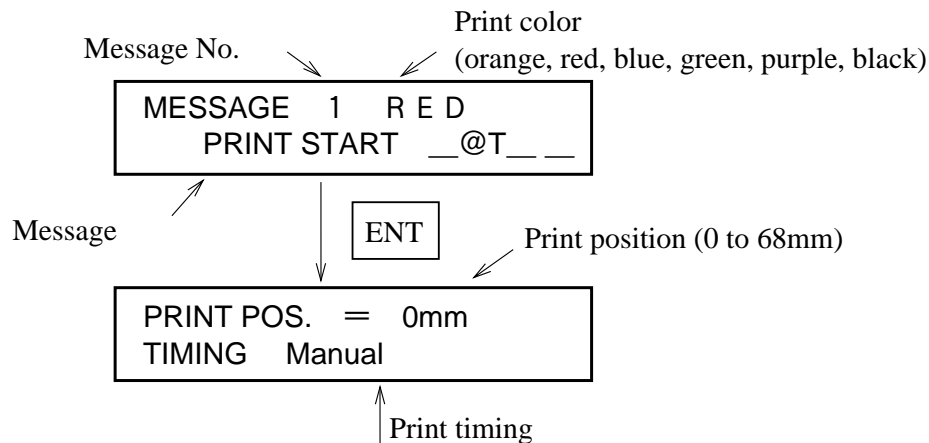 Print color
Message No.
(orange, red, blue, green, purple, black)
MESSAGE 1 RED
PRINT START __@T__ __
Message
ENT
Print position (0 to 68mm)
PRINT POS. = 0mm
TIMING Manual
Print timing